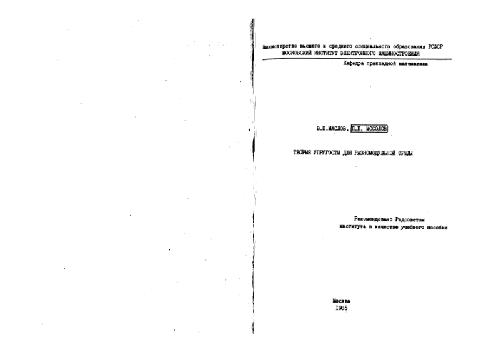 Министерство высшего и среднего специального образования РСФСР
МОСКОВСКИЙ ИНСТИТУТ ЭЛЕКТРОННОГО МАШИНОСТРОЕНИЯ
Кафедра прикладной математики
В.П.МАСЛОВ, П.П. МОСОЛОВ
ТЕОРИЯ УПРУГОСТИ ДЛЯ РАЗНОМОДУЛЬНОЙ СРЕДЫ
Рекомендовано Редсоветом
института в качестве учебного пособия
Москва
1985